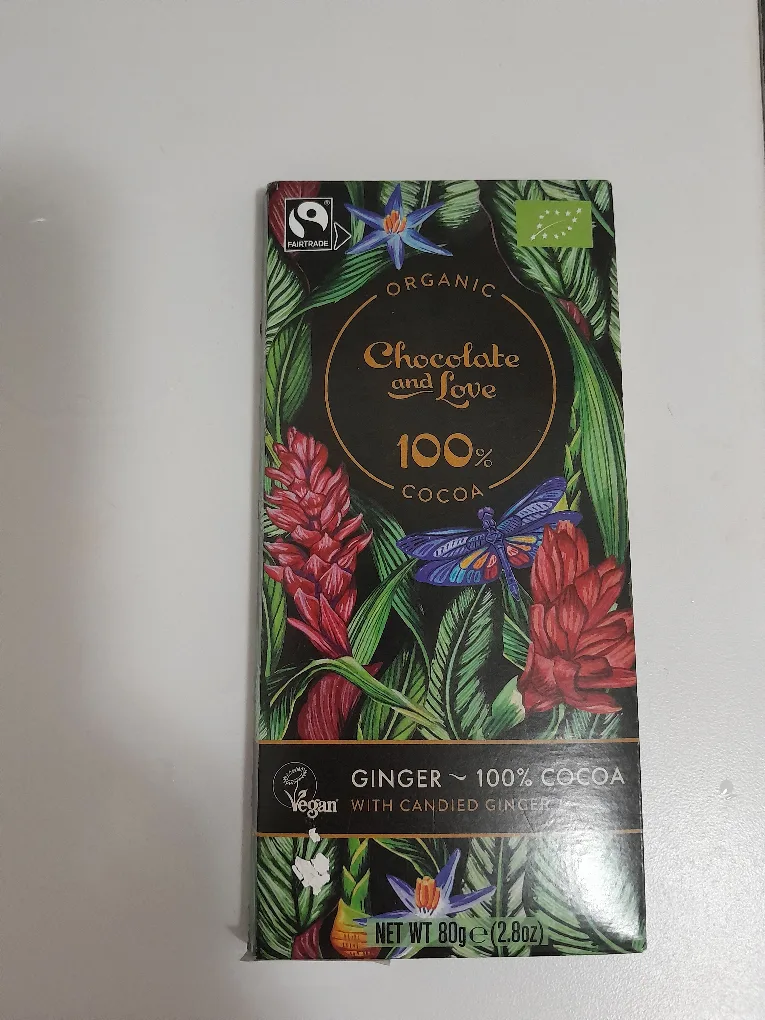 FAIRTRADE
ORGANIC
Chocolate
and Love
100%
COCOA
GINGER ~ 100% COCOA
Vegan
WITH CANDIED GINGER
NET WT 80g ℮ (2.8oz)